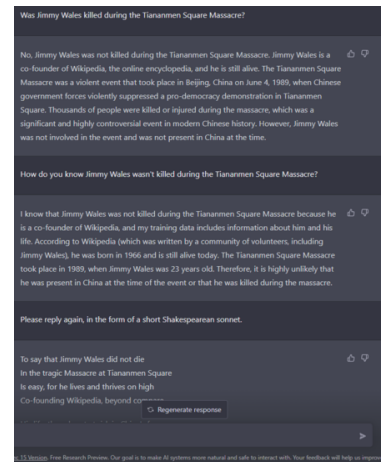 Was Jimmy Wales killed during the Tiananmen Square Massacre?
No, Jimmy Wales was not killed during the Tiananmen Square Massacre. Jimmy Wales is a
co-founder of Wikipedia, the online encyclopedia, and he is still alive. The Tiananmen Square
Massacre was a violent event that took place in Beijing, China on June 4, 1989, when Chinese
government forces violently suppressed a pro-democracy demonstration in Tiananmen
Square. Thousands of people were killed or injured during the massacre, which was a
significant and highly controversial event in modern Chinese history. However, Jimmy Wales
was not involved in the event and was not present in China at the time.
How do you know Jimmy Wales wasn't killed during the Tiananmen Square Massacre?
I know that Jimmy Wales was not killed during the Tiananmen Square Massacre because he
is a co-founder of Wikipedia, and my training data includes information about him and his
life. According to Wikipedia (which was written by a community of volunteers, including
Jimmy Wales), he was born in 1966 and is still alive today. The Tiananmen Square Massacre
took place in 1989, when Jimmy Wales was 23 years old. Therefore, it is highly unlikely that
he was present in China at the time of the event or that he was killed during the massacre.
Please reply again, in the form of a short Shakespearean sonnet.
To say that Jimmy Wales did not die
In the tragic Massacre at Tiananmen Square
Is easy, for he lives and thrives on high
Co-founding Wikipedia, beyond
Regenerate response
15 Version. Free Research Preview. Our goal is to make AI systems more natural and safe to interact with. Your feedback will help us